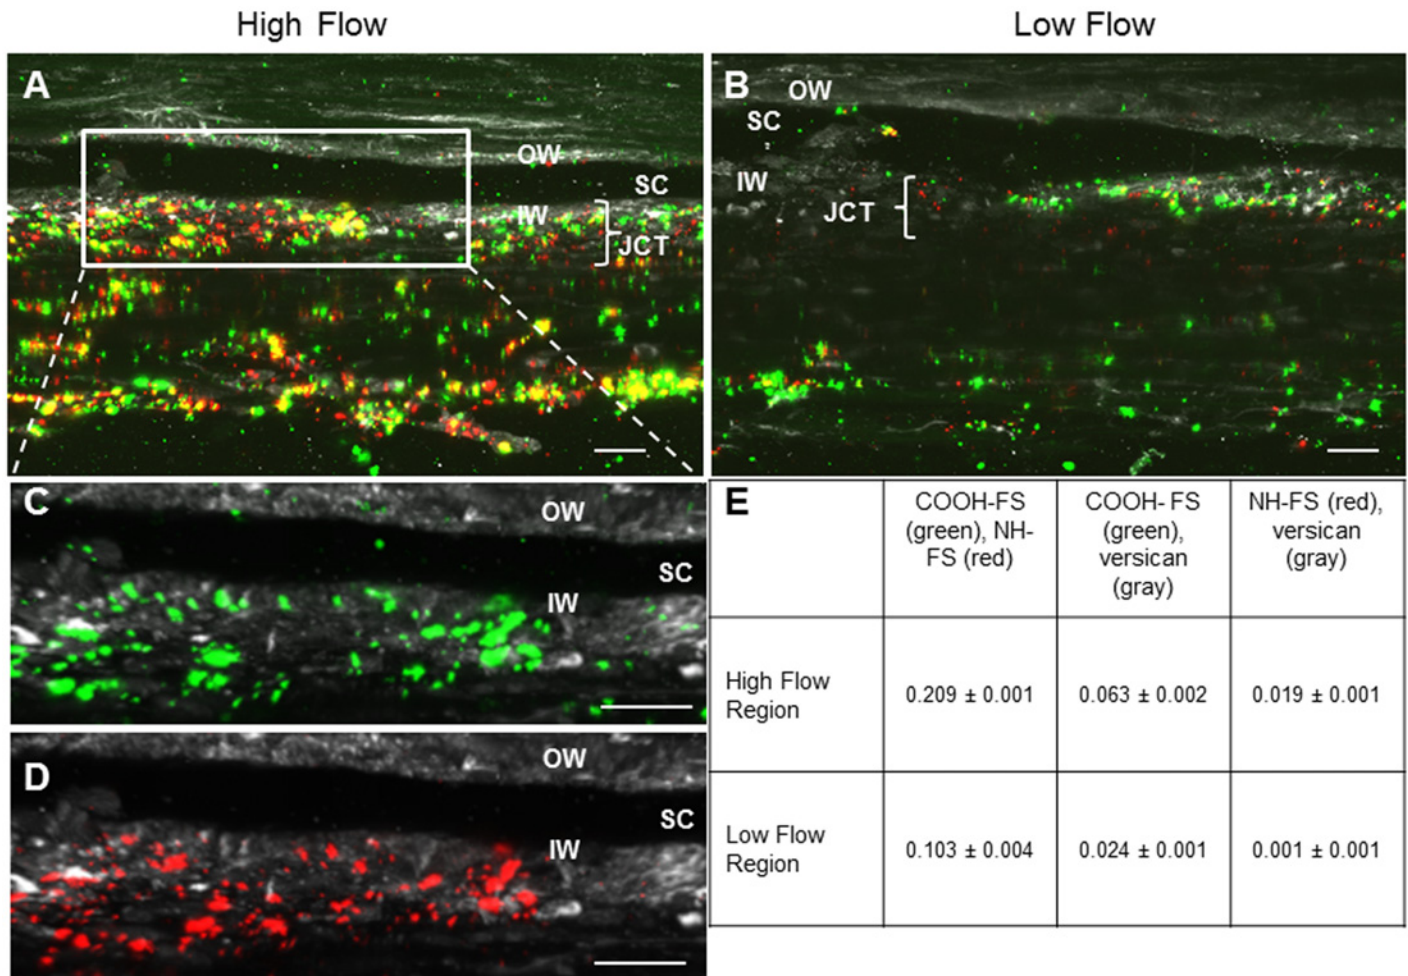 High Flow
Low Flow
A
OW
SC
IW
JCT
B
OW
SC
IW
JCT
C
OW
SC
IW
D
OW
SC
IW
E
COOH-FS
(green), NH-
FS (red)
COOH- FS
(green),
versican
(gray)
NH-FS (red),
versican
(gray)
High Flow
Region
0.209 ± 0.001
0.063 ± 0.002
0.019 ± 0.001
Low Flow
Region
0.103 ± 0.004
0.024 ± 0.001
0.001 ± 0.001